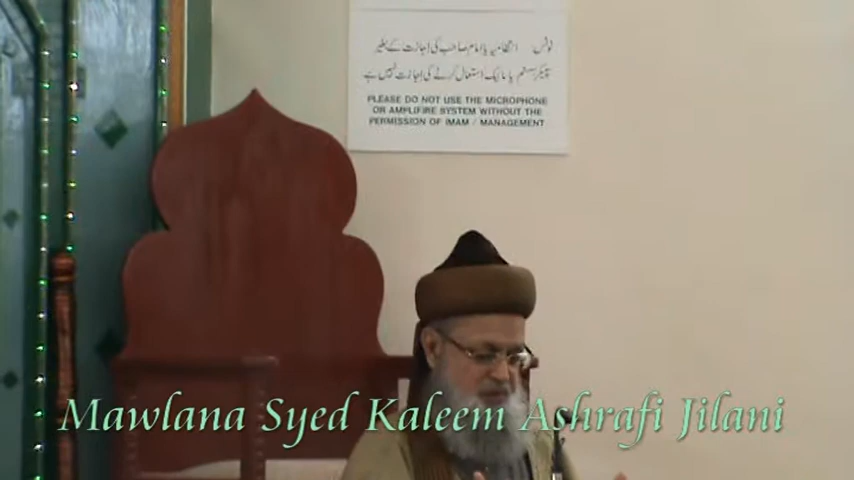 نوٹس: انتظامیہ یا امام صاحب کی اجازت کے بغیر
سپیکر سسٹم یا مائیک استعمال کرنے کی اجازت نہیں ہے
PLEASE DO NOT USE THE MICROPHONE
OR AMPLIFIRE SYSTEM WITHOUT THE
PERMISSION OF IMAM / MANAGEMENT
Mawlana Syed Kaleem Ashrafi Jilani